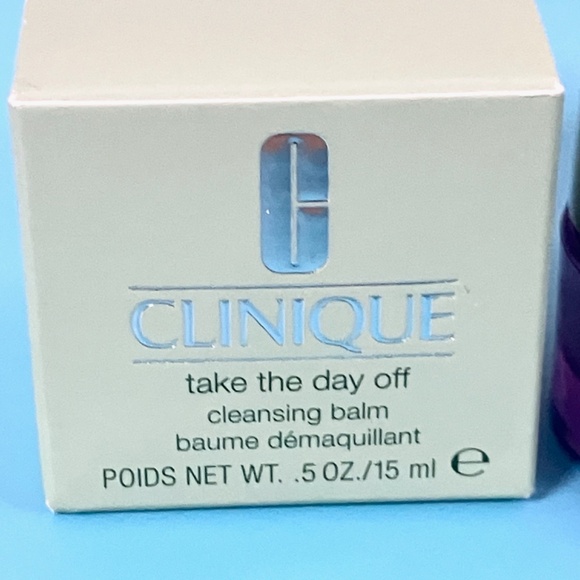 CLINIQUE
take the day off
cleansing balm
baume démaquillant
POIDS NET WT. .5 OZ./15 ml ℮